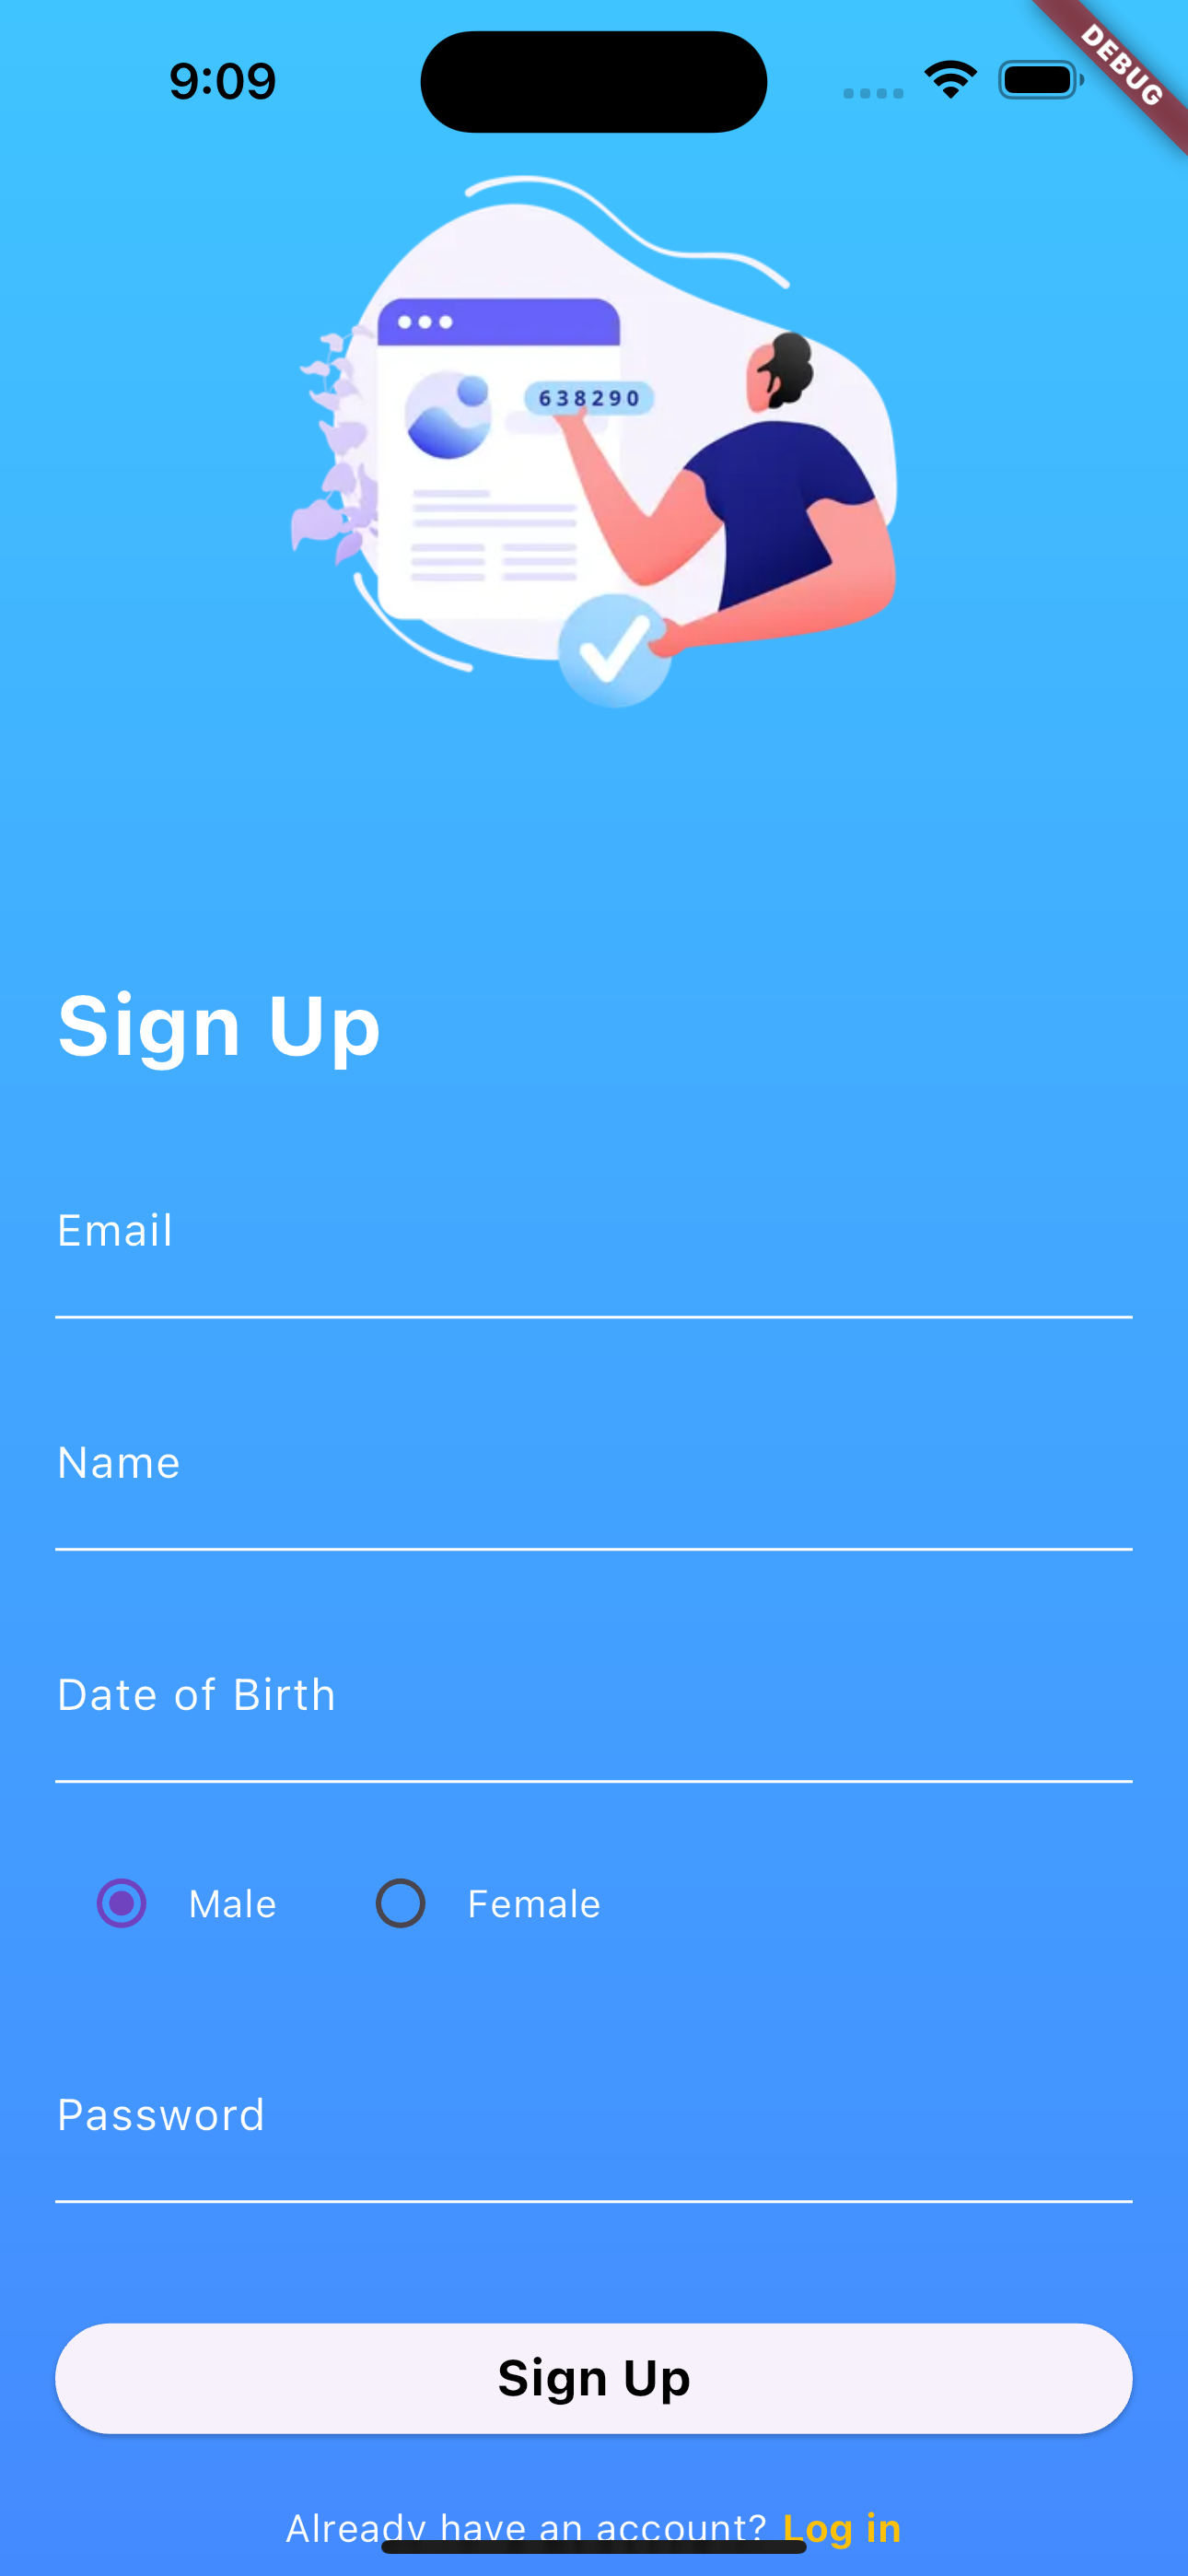 9:09
DEBUG
638290
Sign Up
Email
Name
Date of Birth
Male Female
Password
Sign Up
Already have an account? Log in